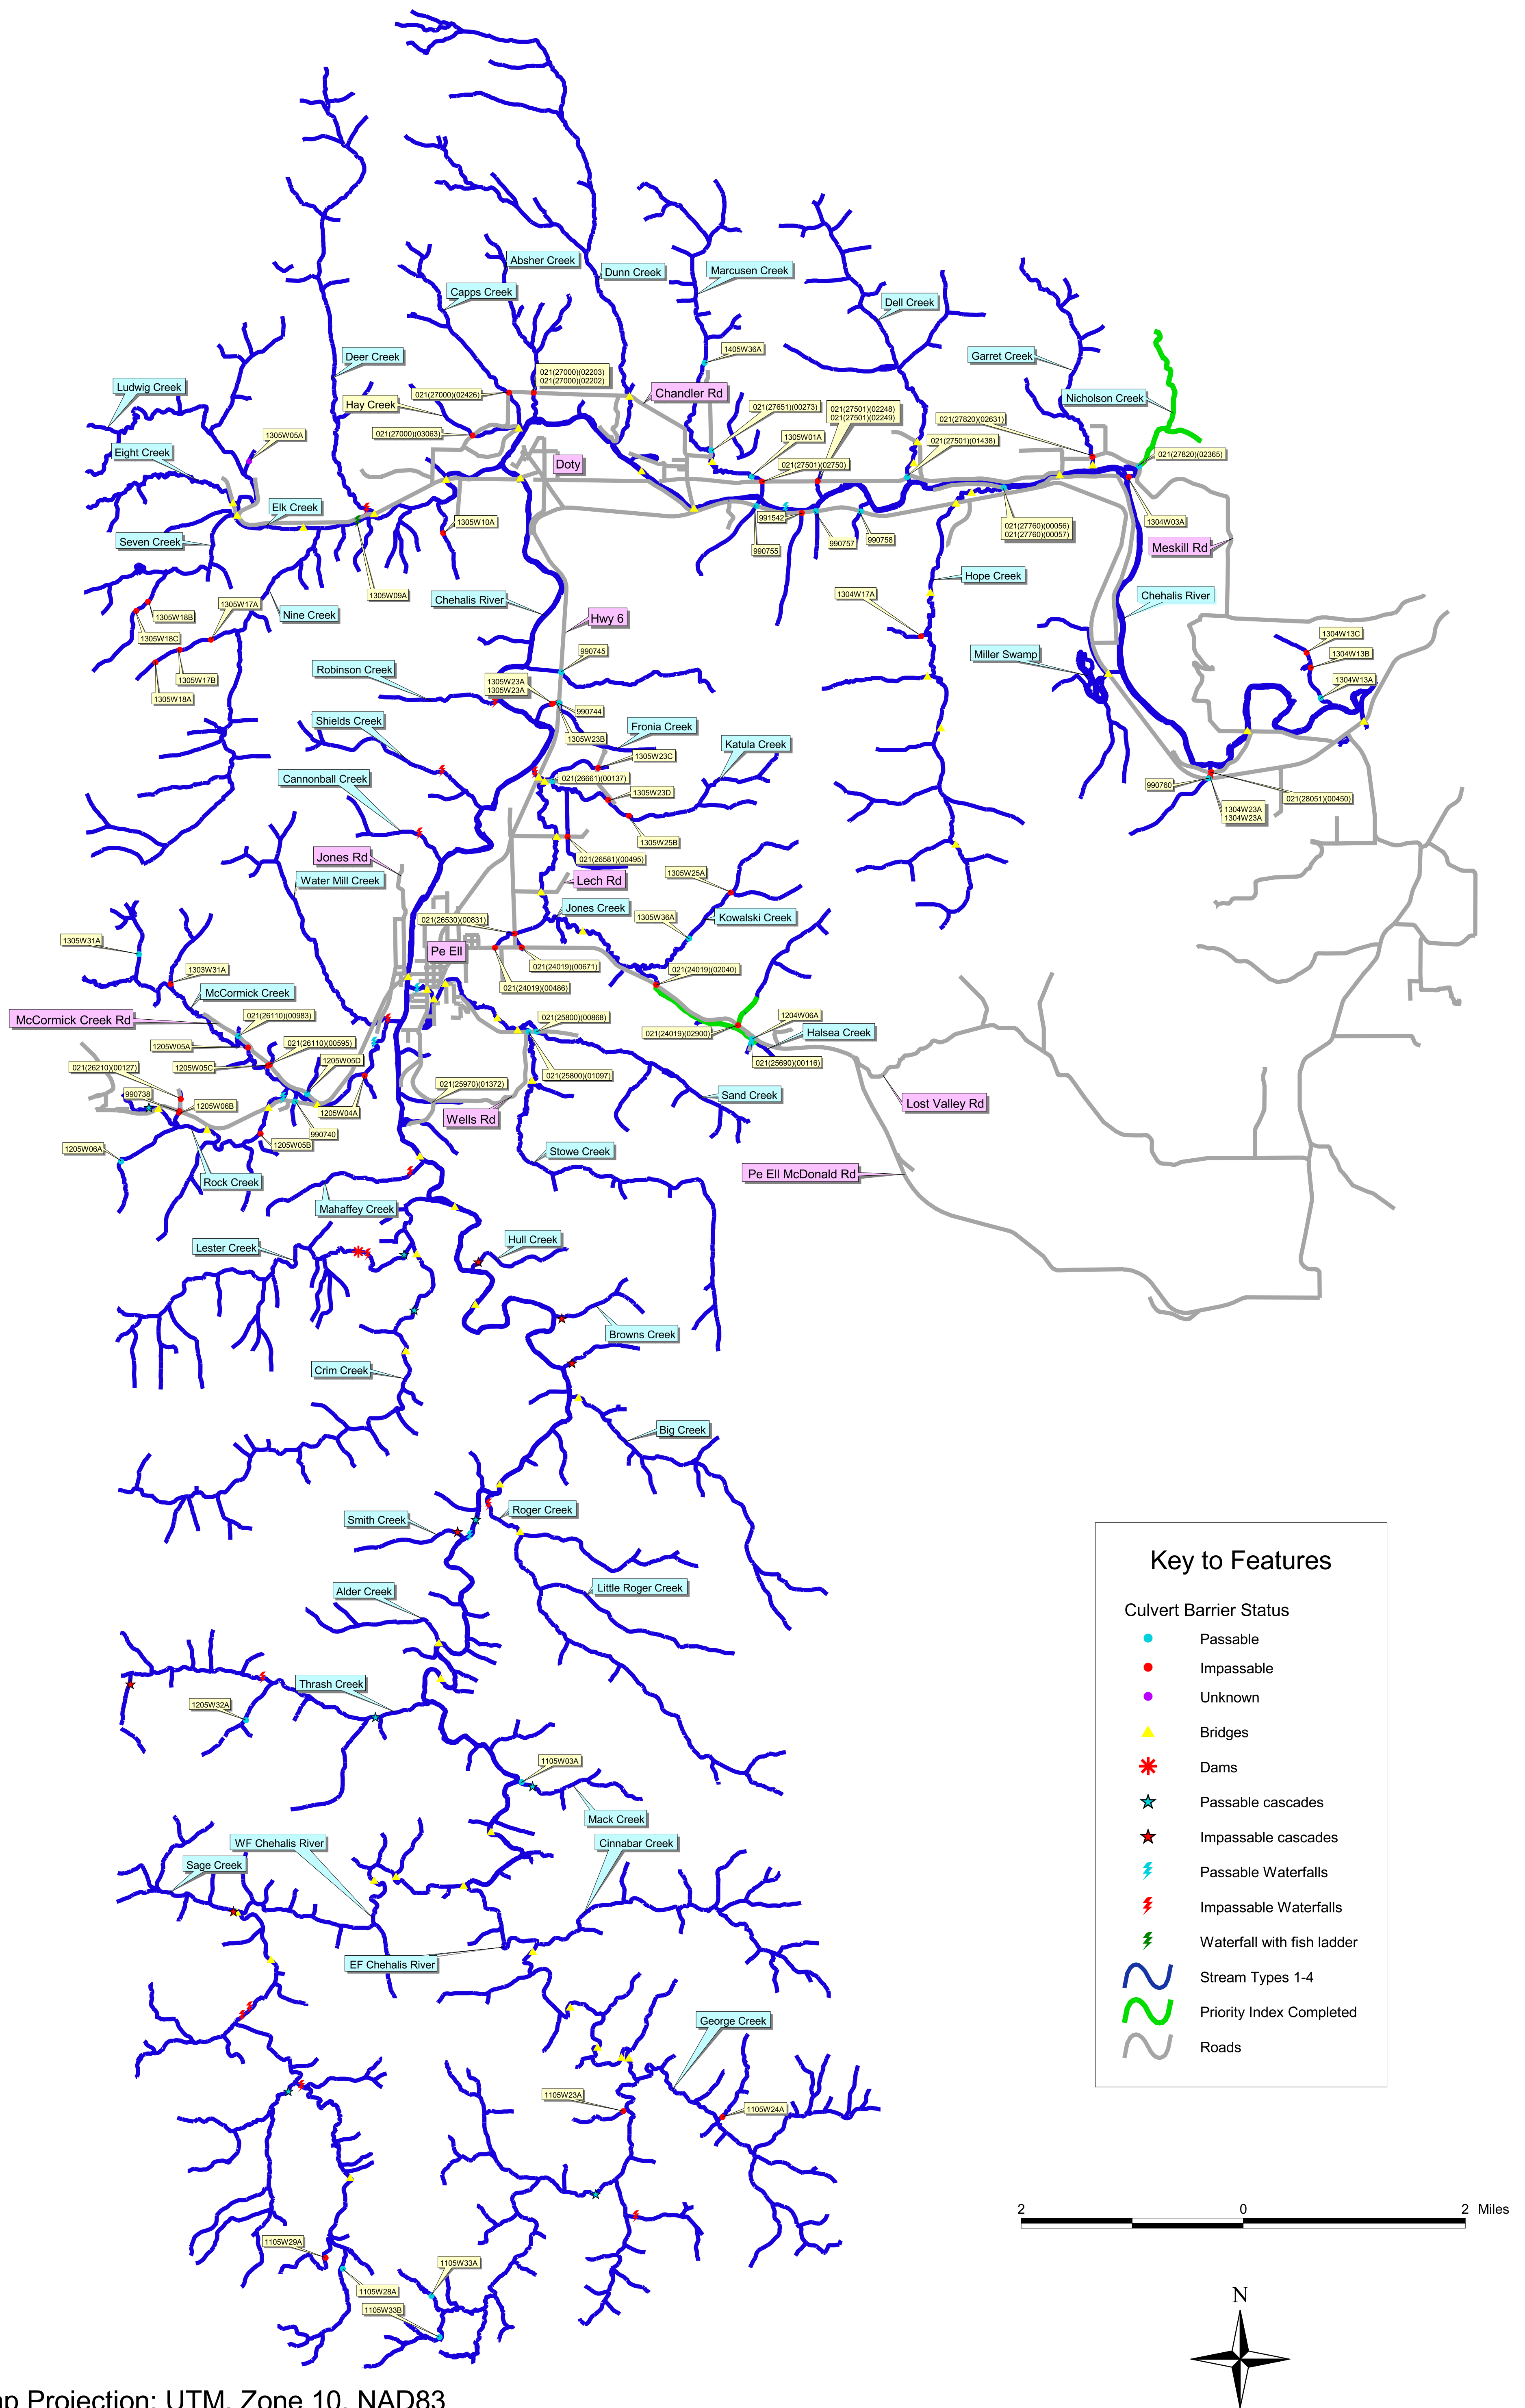 Absher Creek
Dunn Creek
Marcusen Creek
Capps Creek
Dell Creek
1405W36A
Deer Creek
Garret Creek
021(27000)(02203)
021(27000)(02202)
Ludwig Creek
021(27000)(02426)
Chandler Rd
Nicholson Creek
Hay Creek
021(27651)(00273)
021(27501)(02248)
021(27501)(02249)
021(27820)(02631)
021(27000)(03063)
1305W05A
1305W01A
021(27501)(01438)
Eight Creek
021(27820)(02365)
Doty
021(27501)(02750)
Elk Creek
1305W10A
991542
021(27760)(00056)
021(27760)(00057)
1304W03A
Seven Creek
990755
990757
990758
Meskill Rd
Hope Creek
1305W09A
1304W17A
Chehalis River
Chehalis River
1305W17A
1305W18B
Nine Creek
Hwy 6
1305W18C
1304W13C
990745
Miller Swamp
1304W13B
Robinson Creek
1305W17B
1305W23A
1305W23A
1304W13A
1305W18A
990744
Shields Creek
Fronia Creek
1305W23B
Katula Creek
1305W23C
Cannonball Creek
021(26661)(00137)
990760
1305W23D
021(28051)(00450)
1304W23A
1304W23A
1305W25B
Jones Rd
021(26581)(00495)
Water Mill Creek
Lech Rd
1305W25A
Jones Creek
1305W36A
Kowalski Creek
021(26530)(00831)
1305W31A
Pe Ell
021(24019)(00671)
1303W31A
021(24019)(02040)
021(24019)(00486)
McCormick Creek
McCormick Creek Rd
021(26110)(00983)
021(25800)(00868)
1204W06A
Halsea Creek
021(24019)(02900)
1205W05A
021(26110)(00595)
021(25690)(00116)
1205W05D
021(26210)(00127)
1205W05C
021(25800)(01097)
021(25970)(01372)
990738
Sand Creek
1205W06B
1205W04A
Wells Rd
Lost Valley Rd
990740
1205W06A
1205W05B
Stowe Creek
Rock Creek
Pe Ell McDonald Rd
Mahaffey Creek
Lester Creek
Hull Creek
Browns Creek
Crim Creek
Big Creek
Roger Creek
Smith Creek
Key to Features
Culvert Barrier Status
Passable
Impassable
Unknown
Bridges
Dams
Passable cascades
Impassable cascades
Passable Waterfalls
Impassable Waterfalls
Waterfall with fish ladder
Stream Types 1-4
Priority Index Completed
Roads
Alder Creek
Little Roger Creek
Thrash Creek
1205W32A
1105W03A
Mack Creek
WF Chehalis River
Cinnabar Creek
Sage Creek
EF Chehalis River
George Creek
1105W23A
1105W24A
2 0 2 Miles
1105W29A
1105W33A
1105W28A
1105W33B
N
p Projection: UTM, Zone 10, NAD83